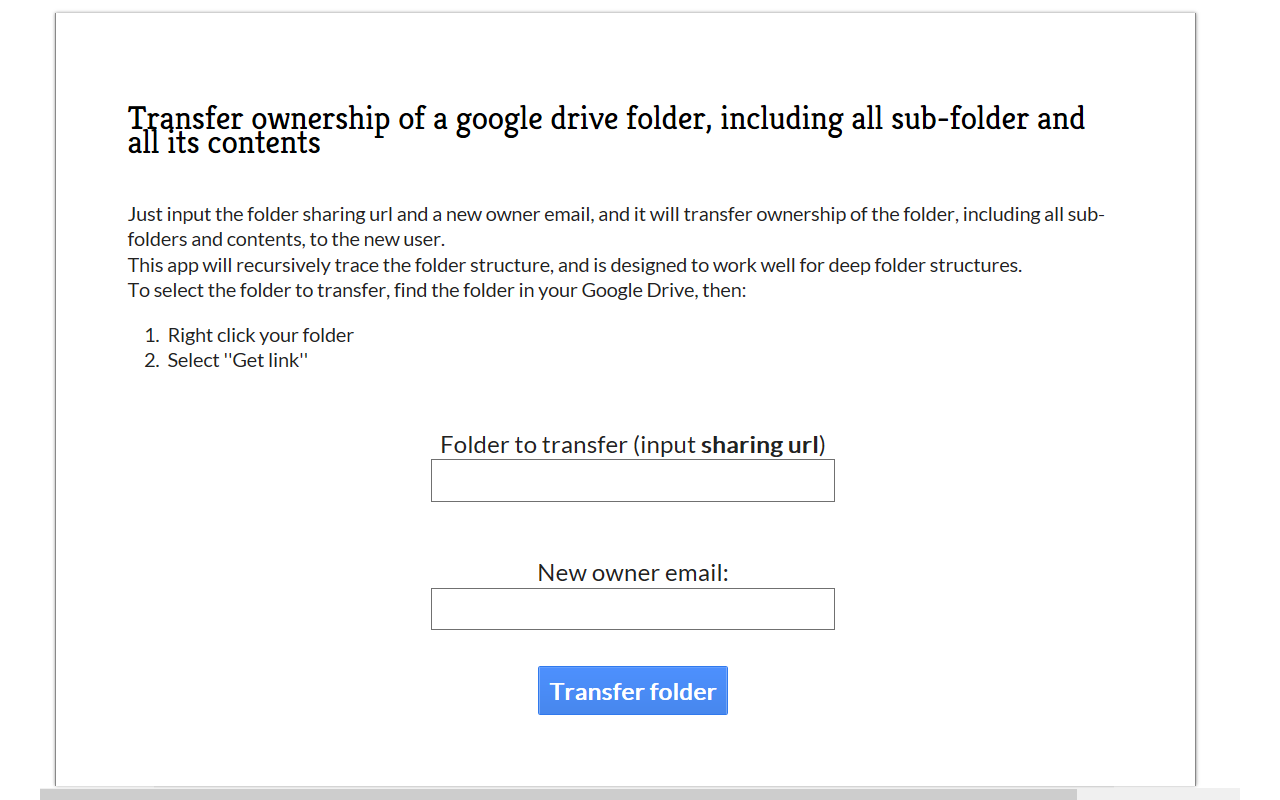 Transfer ownership of a google drive folder, including all sub-folder and
all its contents
Just input the folder sharing url and a new owner email, and it will transfer ownership of the folder, including all sub-
folders and contents, to the new user.
This app will recursively trace the folder structure, and is designed to work well for deep folder structures.
To select the folder to transfer, find the folder in your Google Drive, then:
1. Right click your folder
2. Select "Get link"
Folder to transfer (input sharing url)
New owner email:
Transfer folder